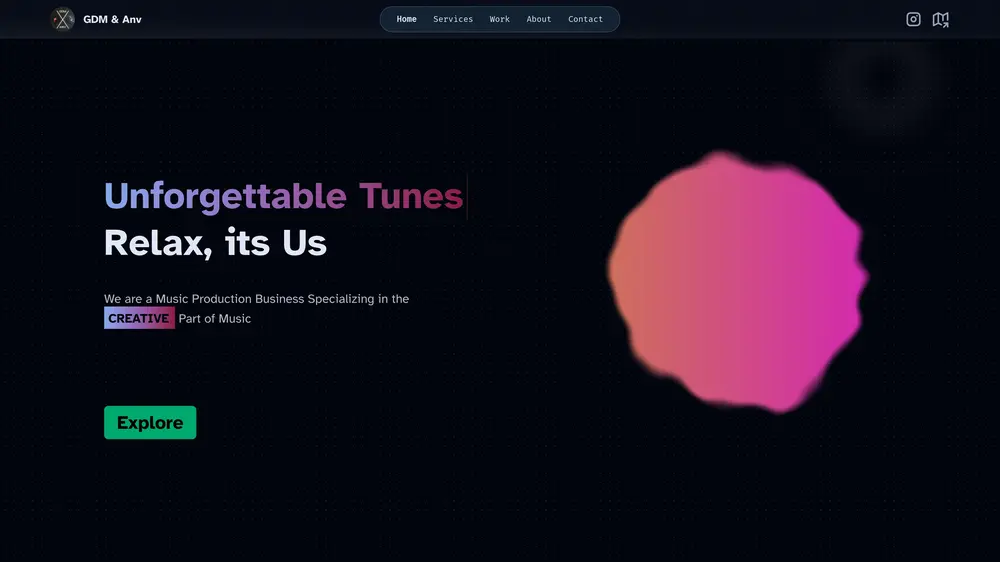 GDM & Anv
Home Services Work About Contact
Unforgettable Tunes
Relax, its Us
We are a Music Production Business Specializing in the
CREATIVE Part of Music
Explore